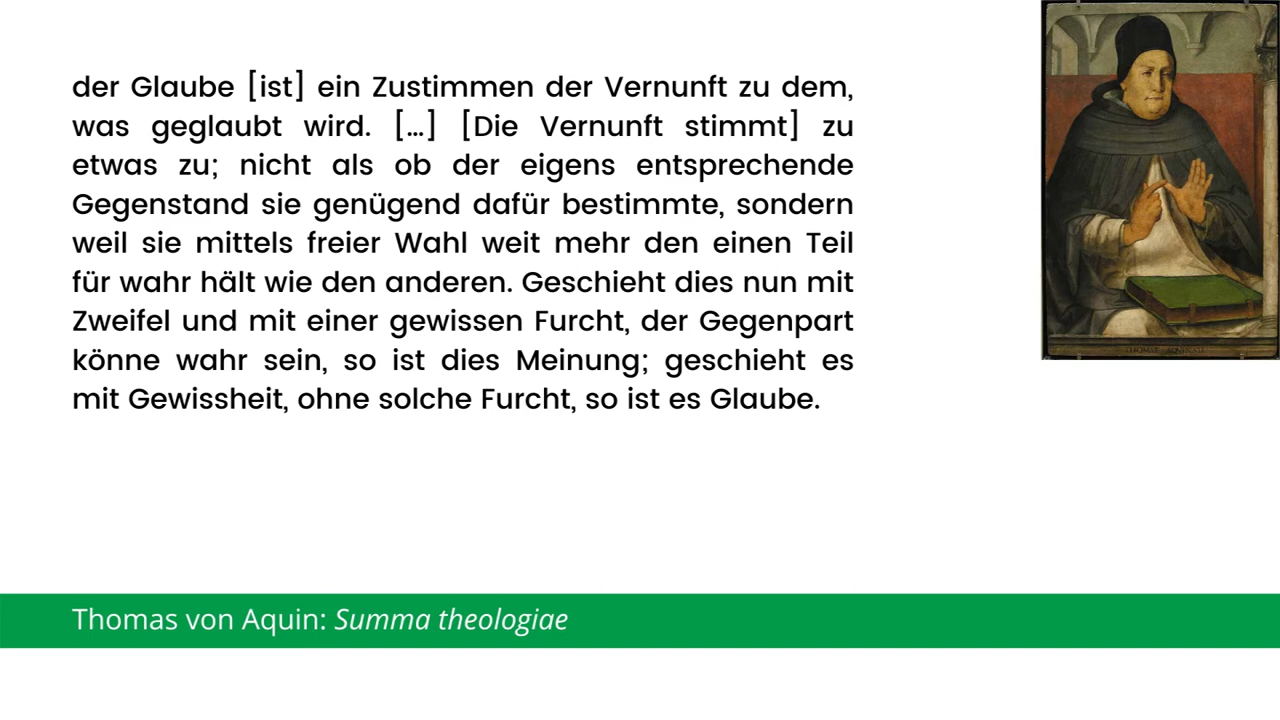 der Glaube [ist] ein Zustimmen der Vernunft zu dem,
was geglaubt wird. […] [Die Vernunft stimmt] zu
etwas zu; nicht als ob der eigens entsprechende
Gegenstand sie genügend dafür bestimmte, sondern
weil sie mittels freier Wahl weit mehr den einen Teil
für wahr hält wie den anderen. Geschieht dies nun mit
Zweifel und mit einer gewissen Furcht, der Gegenpart
könne wahr sein, so ist dies Meinung; geschieht es
mit Gewissheit, ohne solche Furcht, so ist es Glaube.
Thomas von Aquin: Summa theologiae